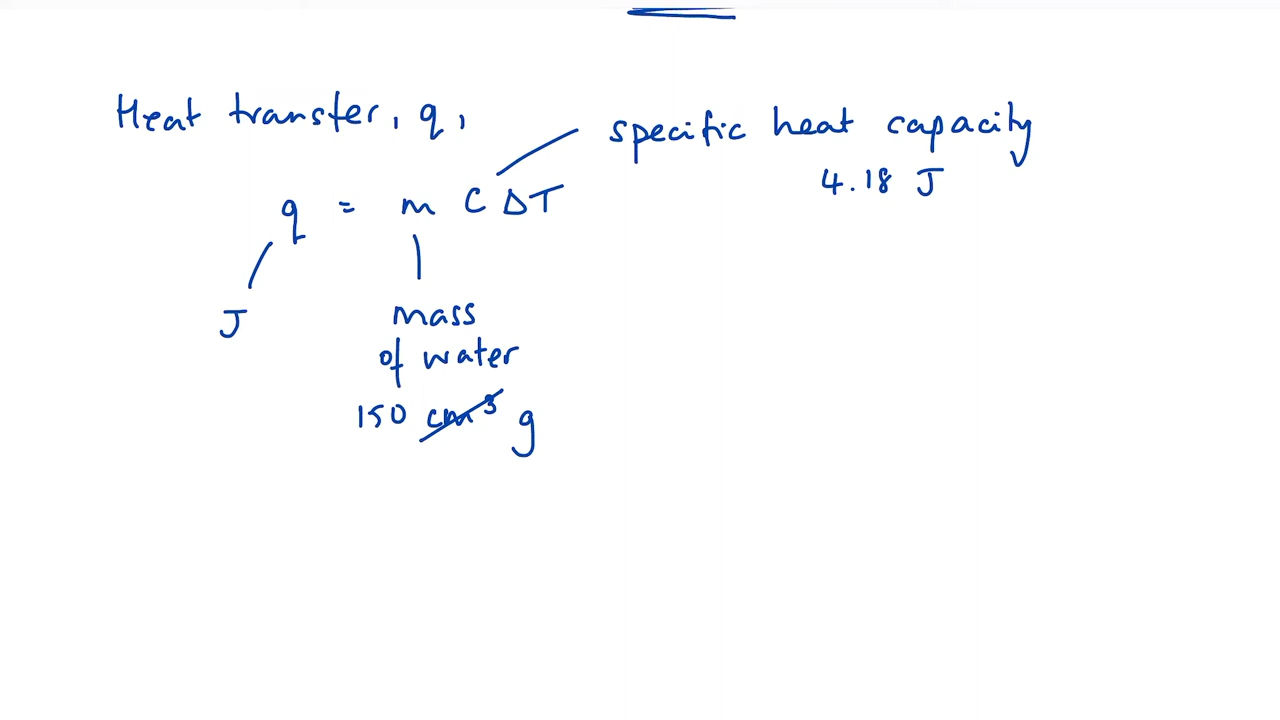 Heat transfer, q,
specific heat capacity
4.18 J
q = m C ΔT
J
mass
of water
150 cm³ g